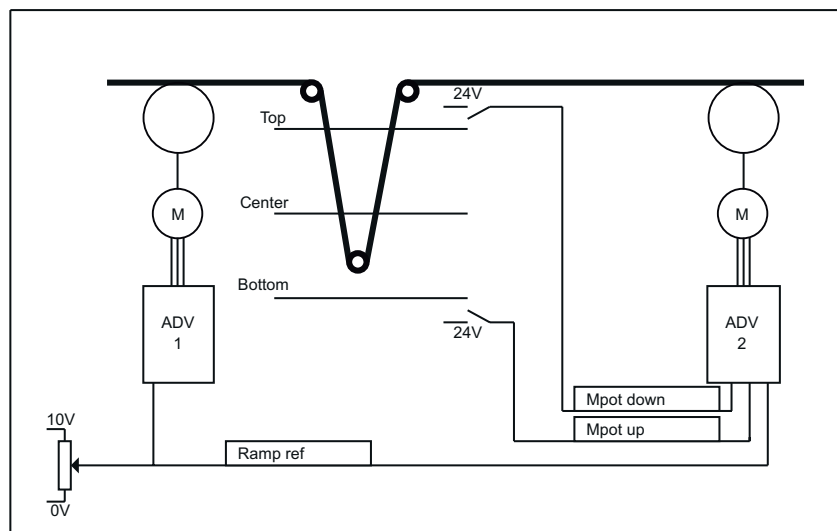 24V
Top
Center
M
M
Bottom
ADV
1
24V
ADV
2
Mpot down
10V
Mpot up
Ramp ref
0V